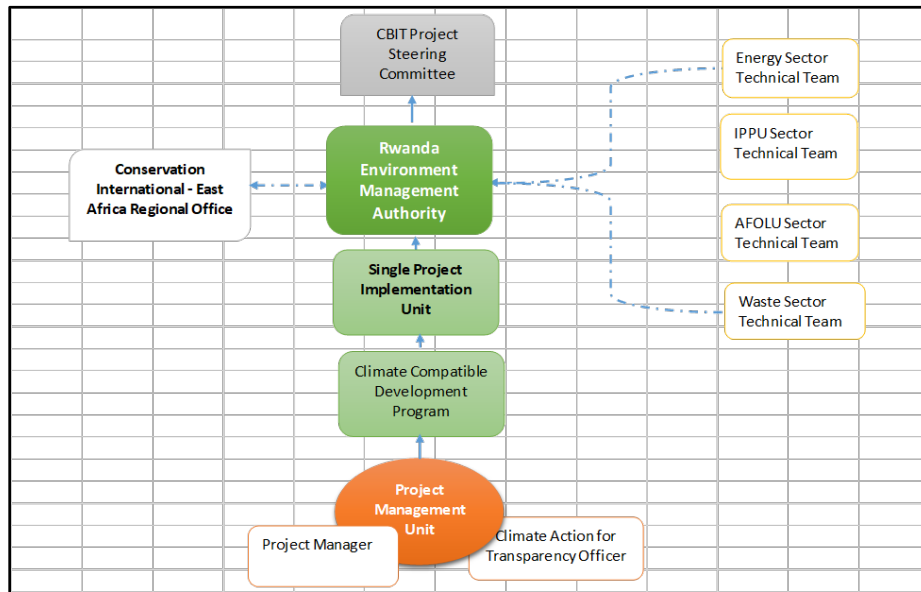 CBIT Project
Steering
Committee
Energy Sector
Technical Team
Rwanda
Environment
Management
Authority
IPPU Sector
Technical Team
Conservation
International - East
Africa Regional Office
AFOLU Sector
Technical Team
Single Project
Implementation
Unit
Waste Sector
Technical Team
Climate Compatible
Development
Program
Project
Management
Unit
Project Manager
Climate Action for
Transparency Officer